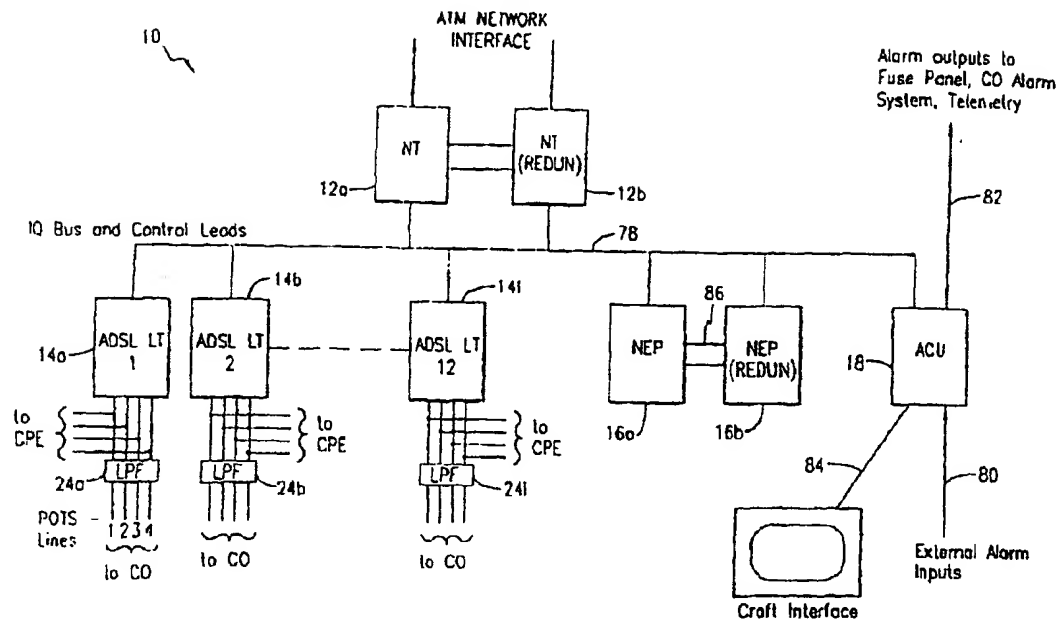 10
ATM NETWORK
INTERFACE
Alarm outputs to
Fuse Panel, CO Alarm
System, Telemetry
NT
NT
(REDUN)
12a
12b
82
IQ Bus and Control Leads
78
14b
14i
86
14a
ADSL LT
1
ADSL LT
2
ADSL LT
12
NEP
NEP
(REDUN)
18
ACU
to
CPE
to
CPE
to
CPE
16a
16b
24a
LPF
LPF
24b
LPF
24i
84
80
POTS
Lines
1 2 3 4
to CO
to CO
to CO
External Alarm
Inputs
Craft Interface